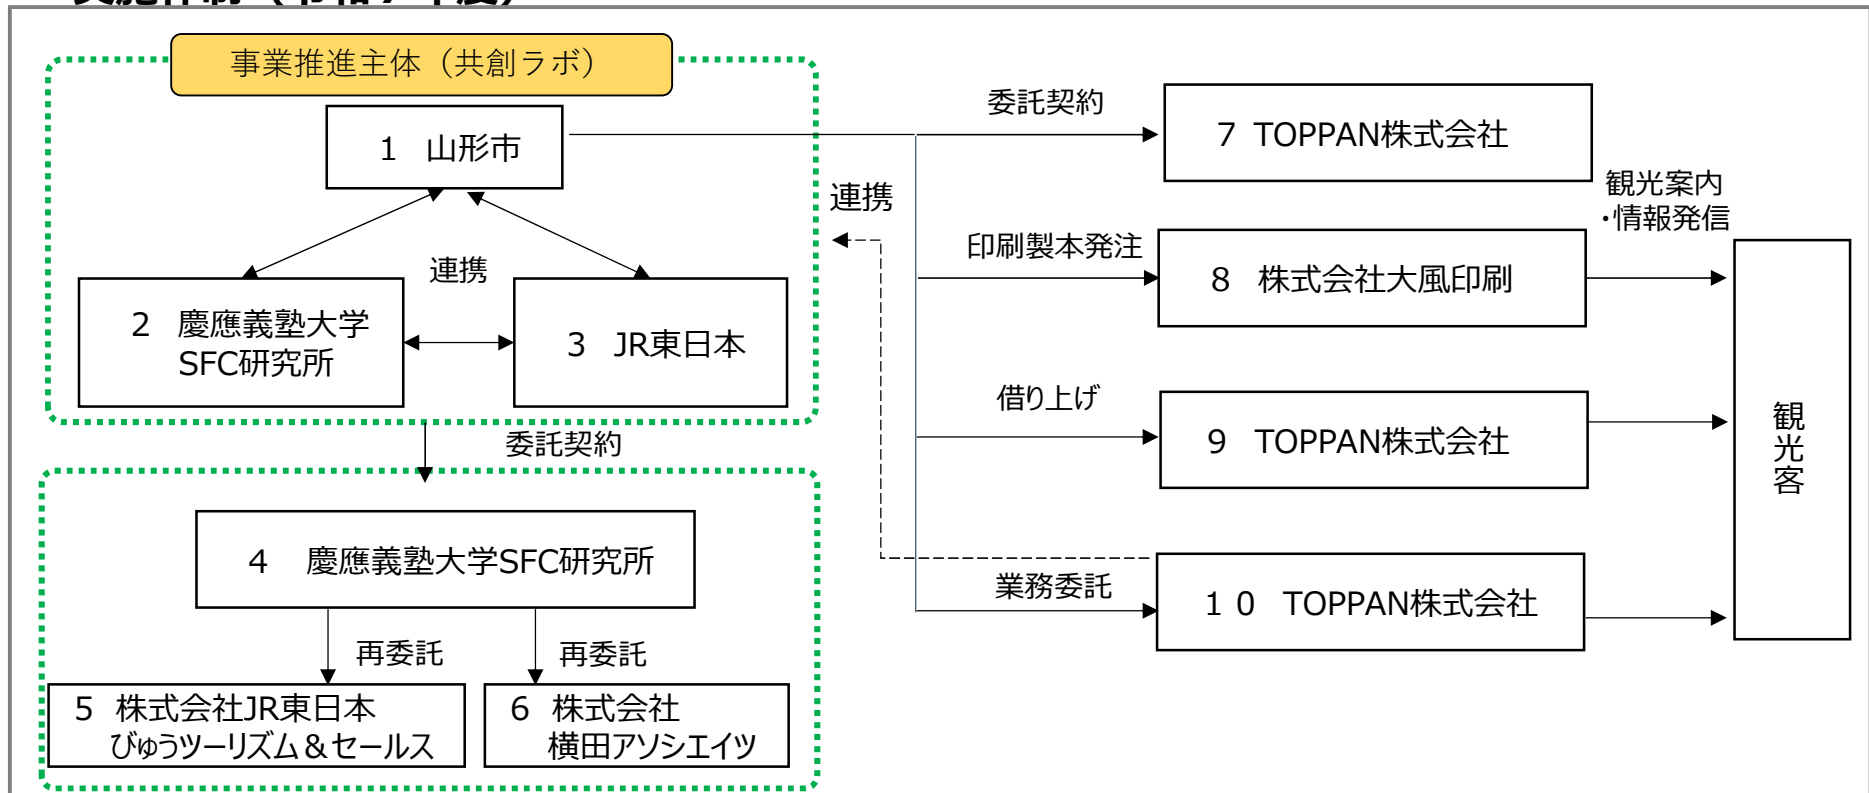 事業推進主体（共創ラボ）
１ 山形市
連携
２ 慶應義塾大学
SFC研究所
３ JR東日本
委託契約
４ 慶應義塾大学SFC研究所
再委託
再委託
５ 株式会社JR東日本
びゅうツーリズム＆セールス
６ 株式会社
横田アソシエイツ
連携
委託契約
７ TOPPAN株式会社
印刷製本発注
８ 株式会社大風印刷
借り上げ
９ TOPPAN株式会社
業務委託
１０ TOPPAN株式会社
観光案内
・情報発信
観光客